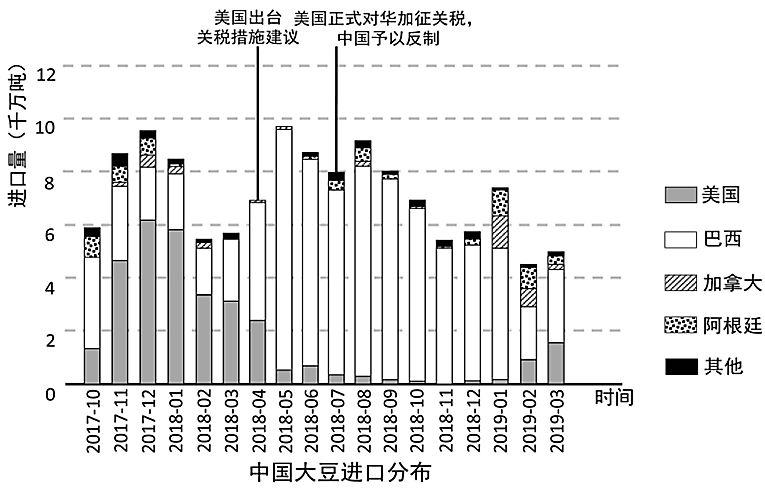 美国出台
关税措施建议
美国正式对华加征关税，
中国予以反制
进口量（千万吨）
12
10
8
6
4
2
0
美国
巴西
加拿大
阿根廷
其他
2017-10
2017-11
2017-12
2018-01
2018-02
2018-03
2018-04
2018-05
2018-06
2018-07
2018-08
2018-09
2018-10
2018-11
2018-12
2019-01
2019-02
2019-03
时间
中国大豆进口分布